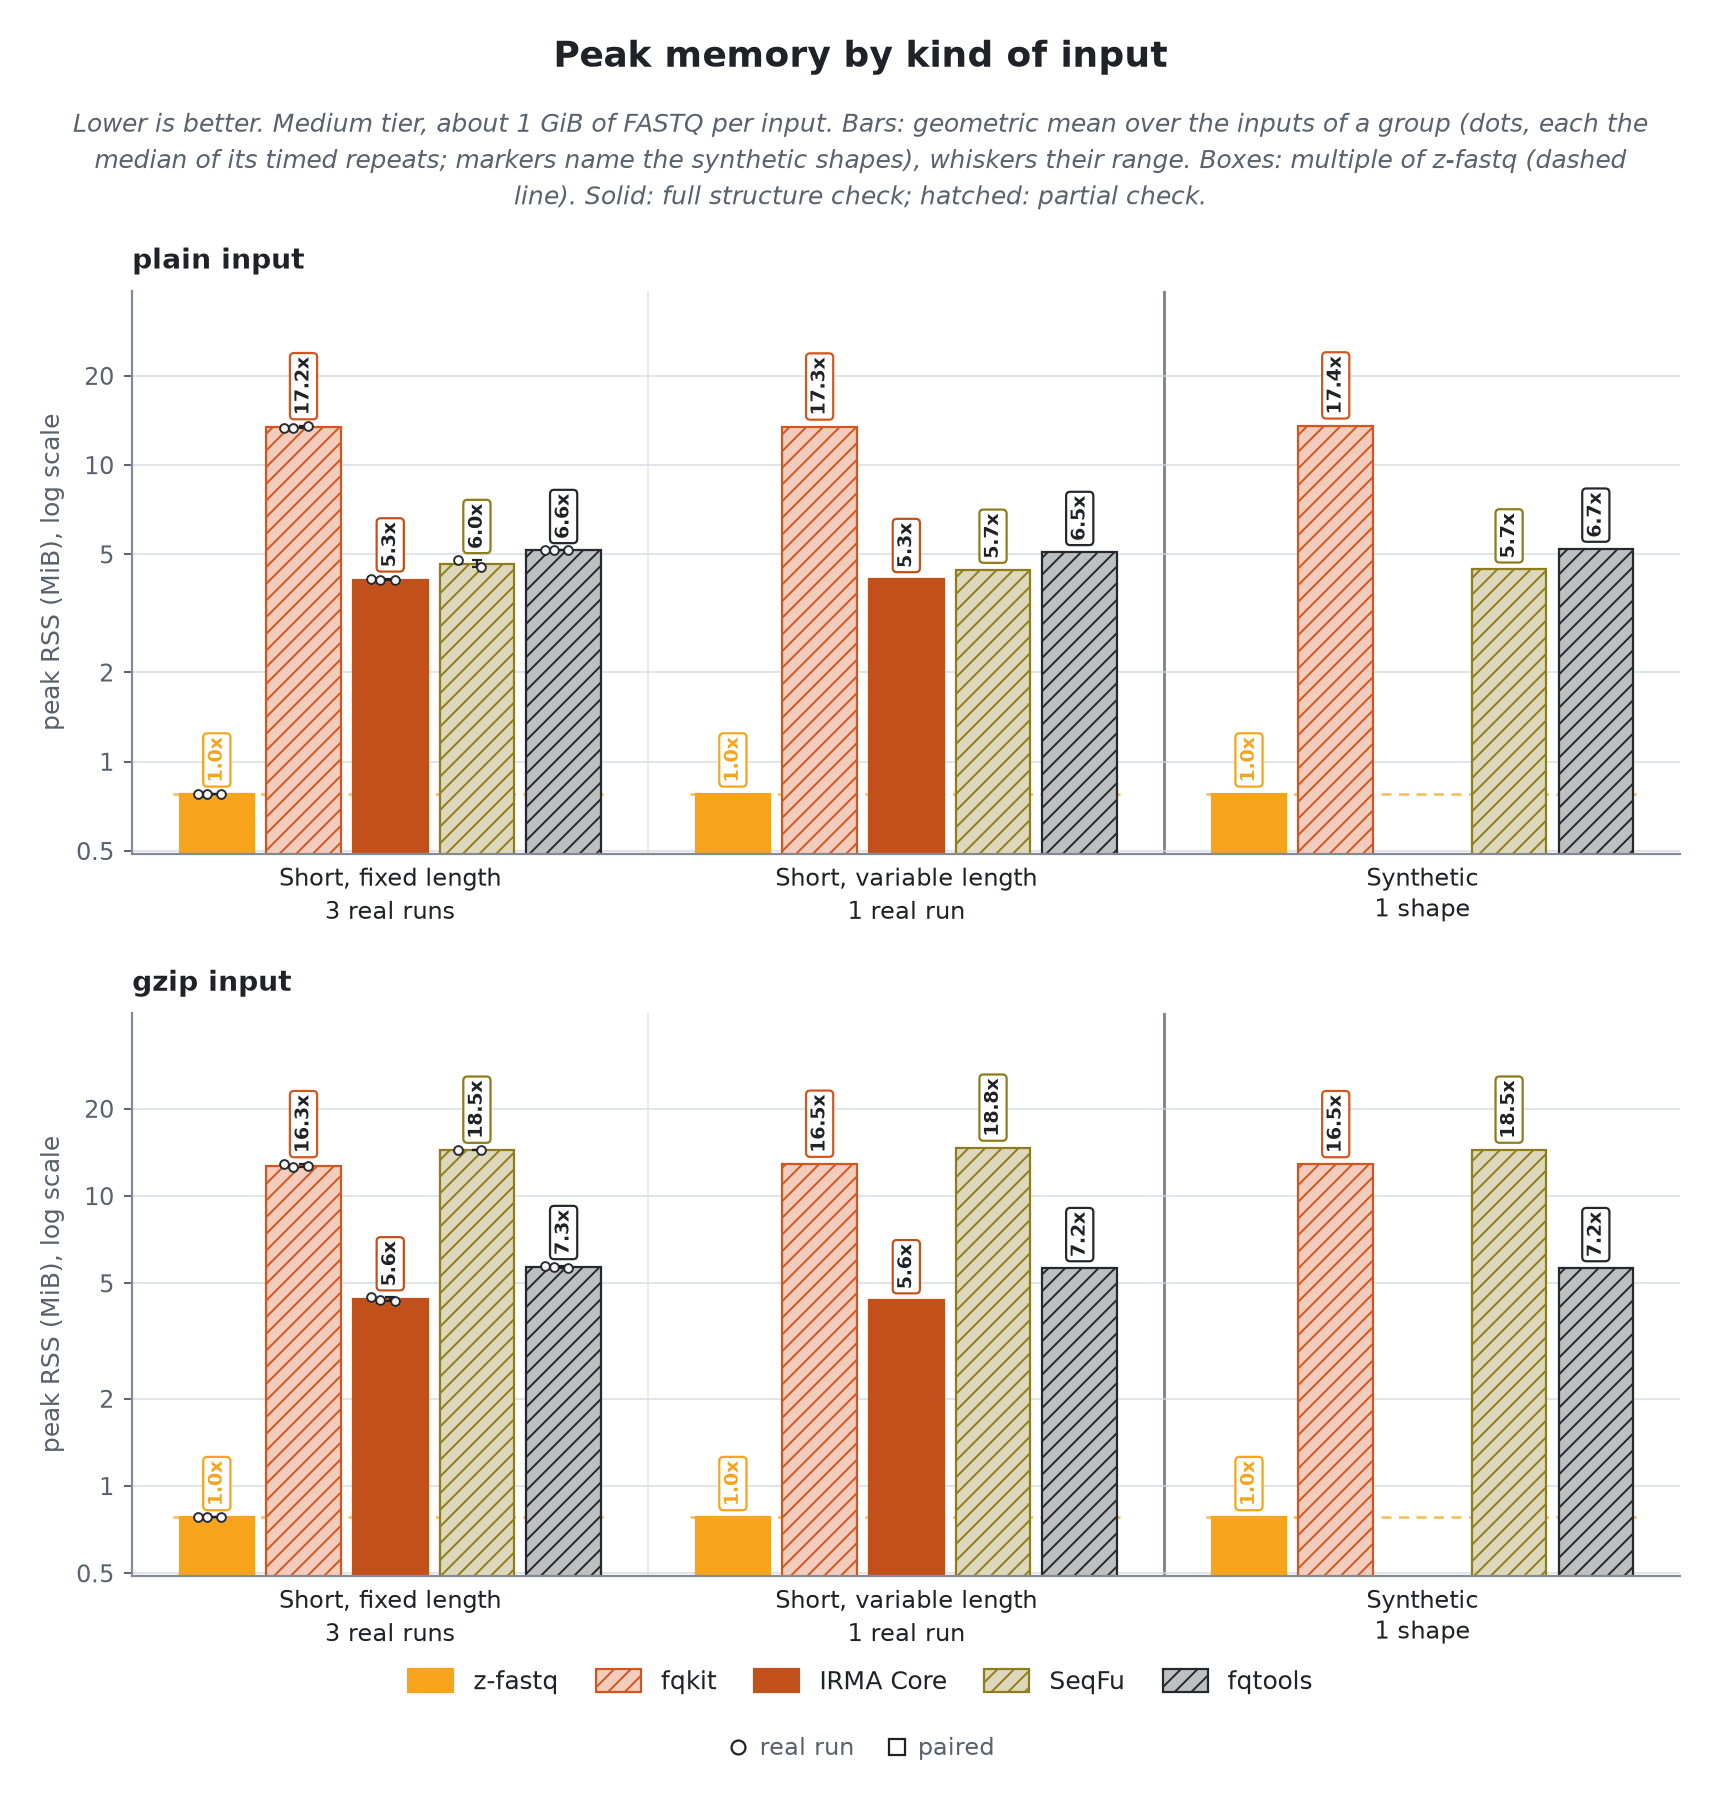 Peak memory by kind of input
Lower is better. Medium tier, about 1 GiB of FASTQ per input. Bars: geometric mean over the inputs of a group (dots, each the
median of its timed repeats; markers name the synthetic shapes), whiskers their range. Boxes: multiple of z-fastq (dashed
line). Solid: full structure check; hatched: partial check.
plain input
peak RSS (MiB), log scale
20
10
5
2
1
0.5
1.0x
17.2x
5.3x
6.0x
6.6x
1.0x
17.3x
5.3x
5.7x
6.5x
1.0x
17.4x
5.7x
6.7x
Short, fixed length
3 real runs
Short, variable length
1 real run
Synthetic
1 shape
gzip input
peak RSS (MiB), log scale
20
10
5
2
1
0.5
1.0x
16.3x
5.6x
18.5x
7.3x
1.0x
16.5x
5.6x
18.8x
7.2x
1.0x
16.5x
18.5x
7.2x
Short, fixed length
3 real runs
Short, variable length
1 real run
Synthetic
1 shape
z-fastq
fqkit
IRMA Core
SeqFu
fqtools
real run
paired